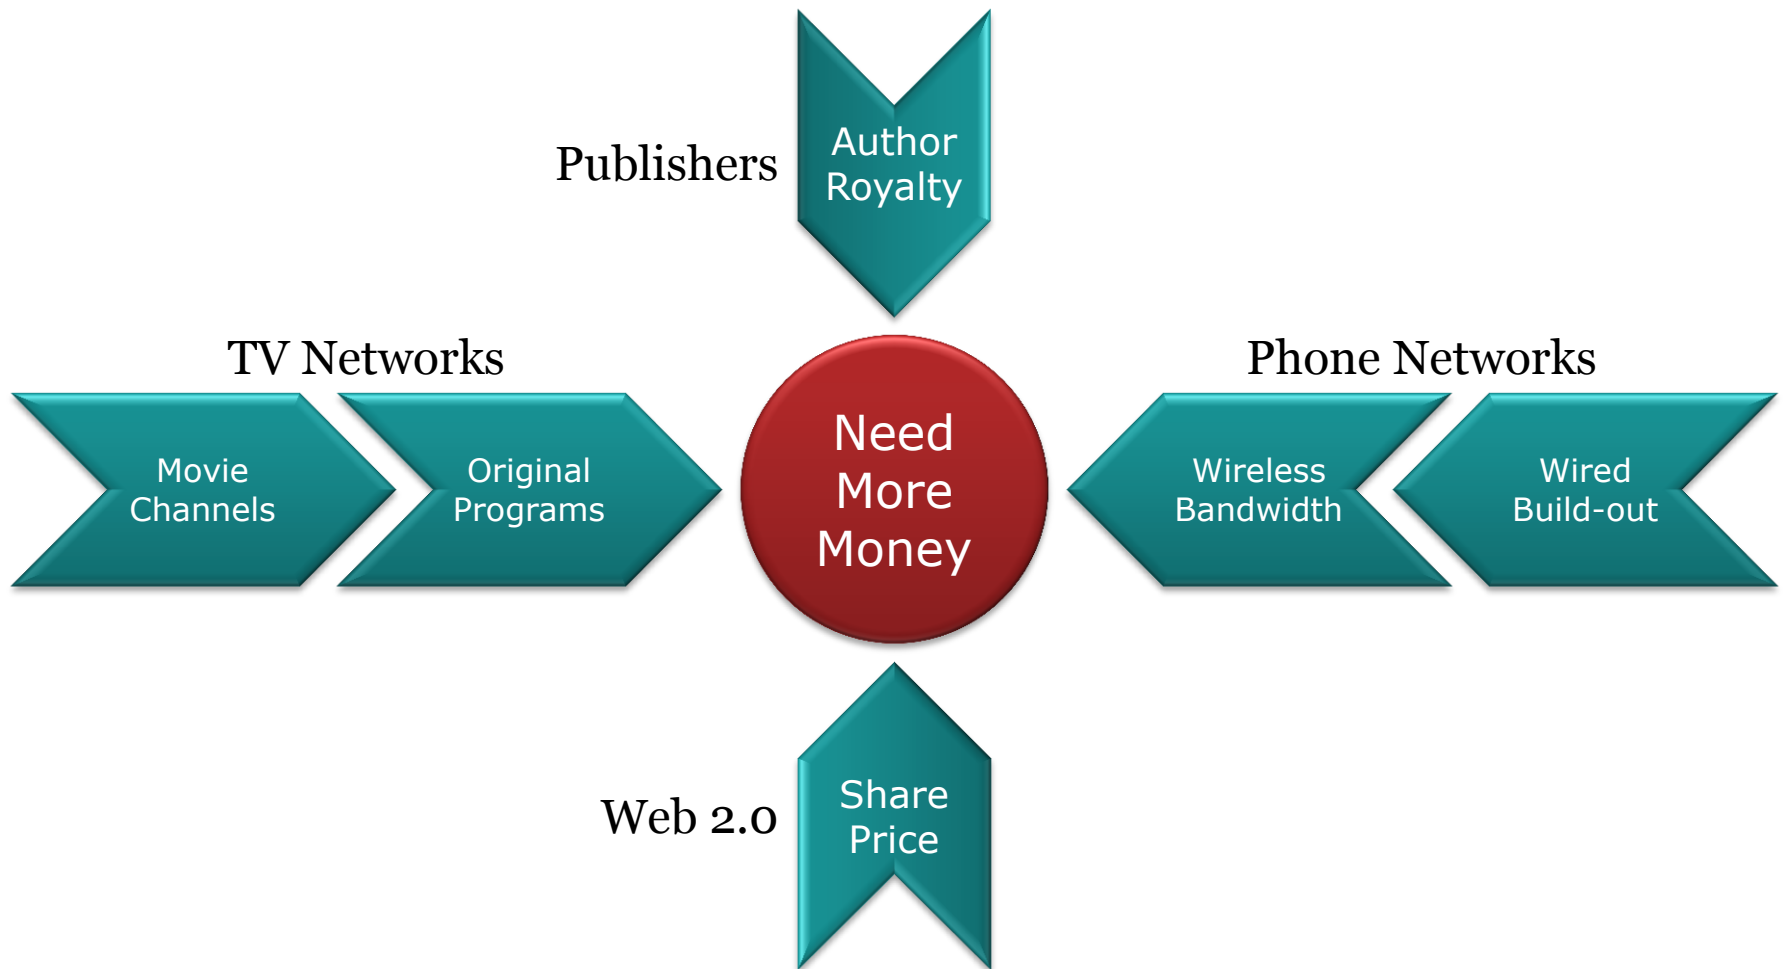 Publishers
Author
Royalty
TV Networks
Phone Networks
Movie
Channels
Original
Programs
Need
More
Money
Wireless
Bandwidth
Wired
Build-out
Web 2.0
Share
Price